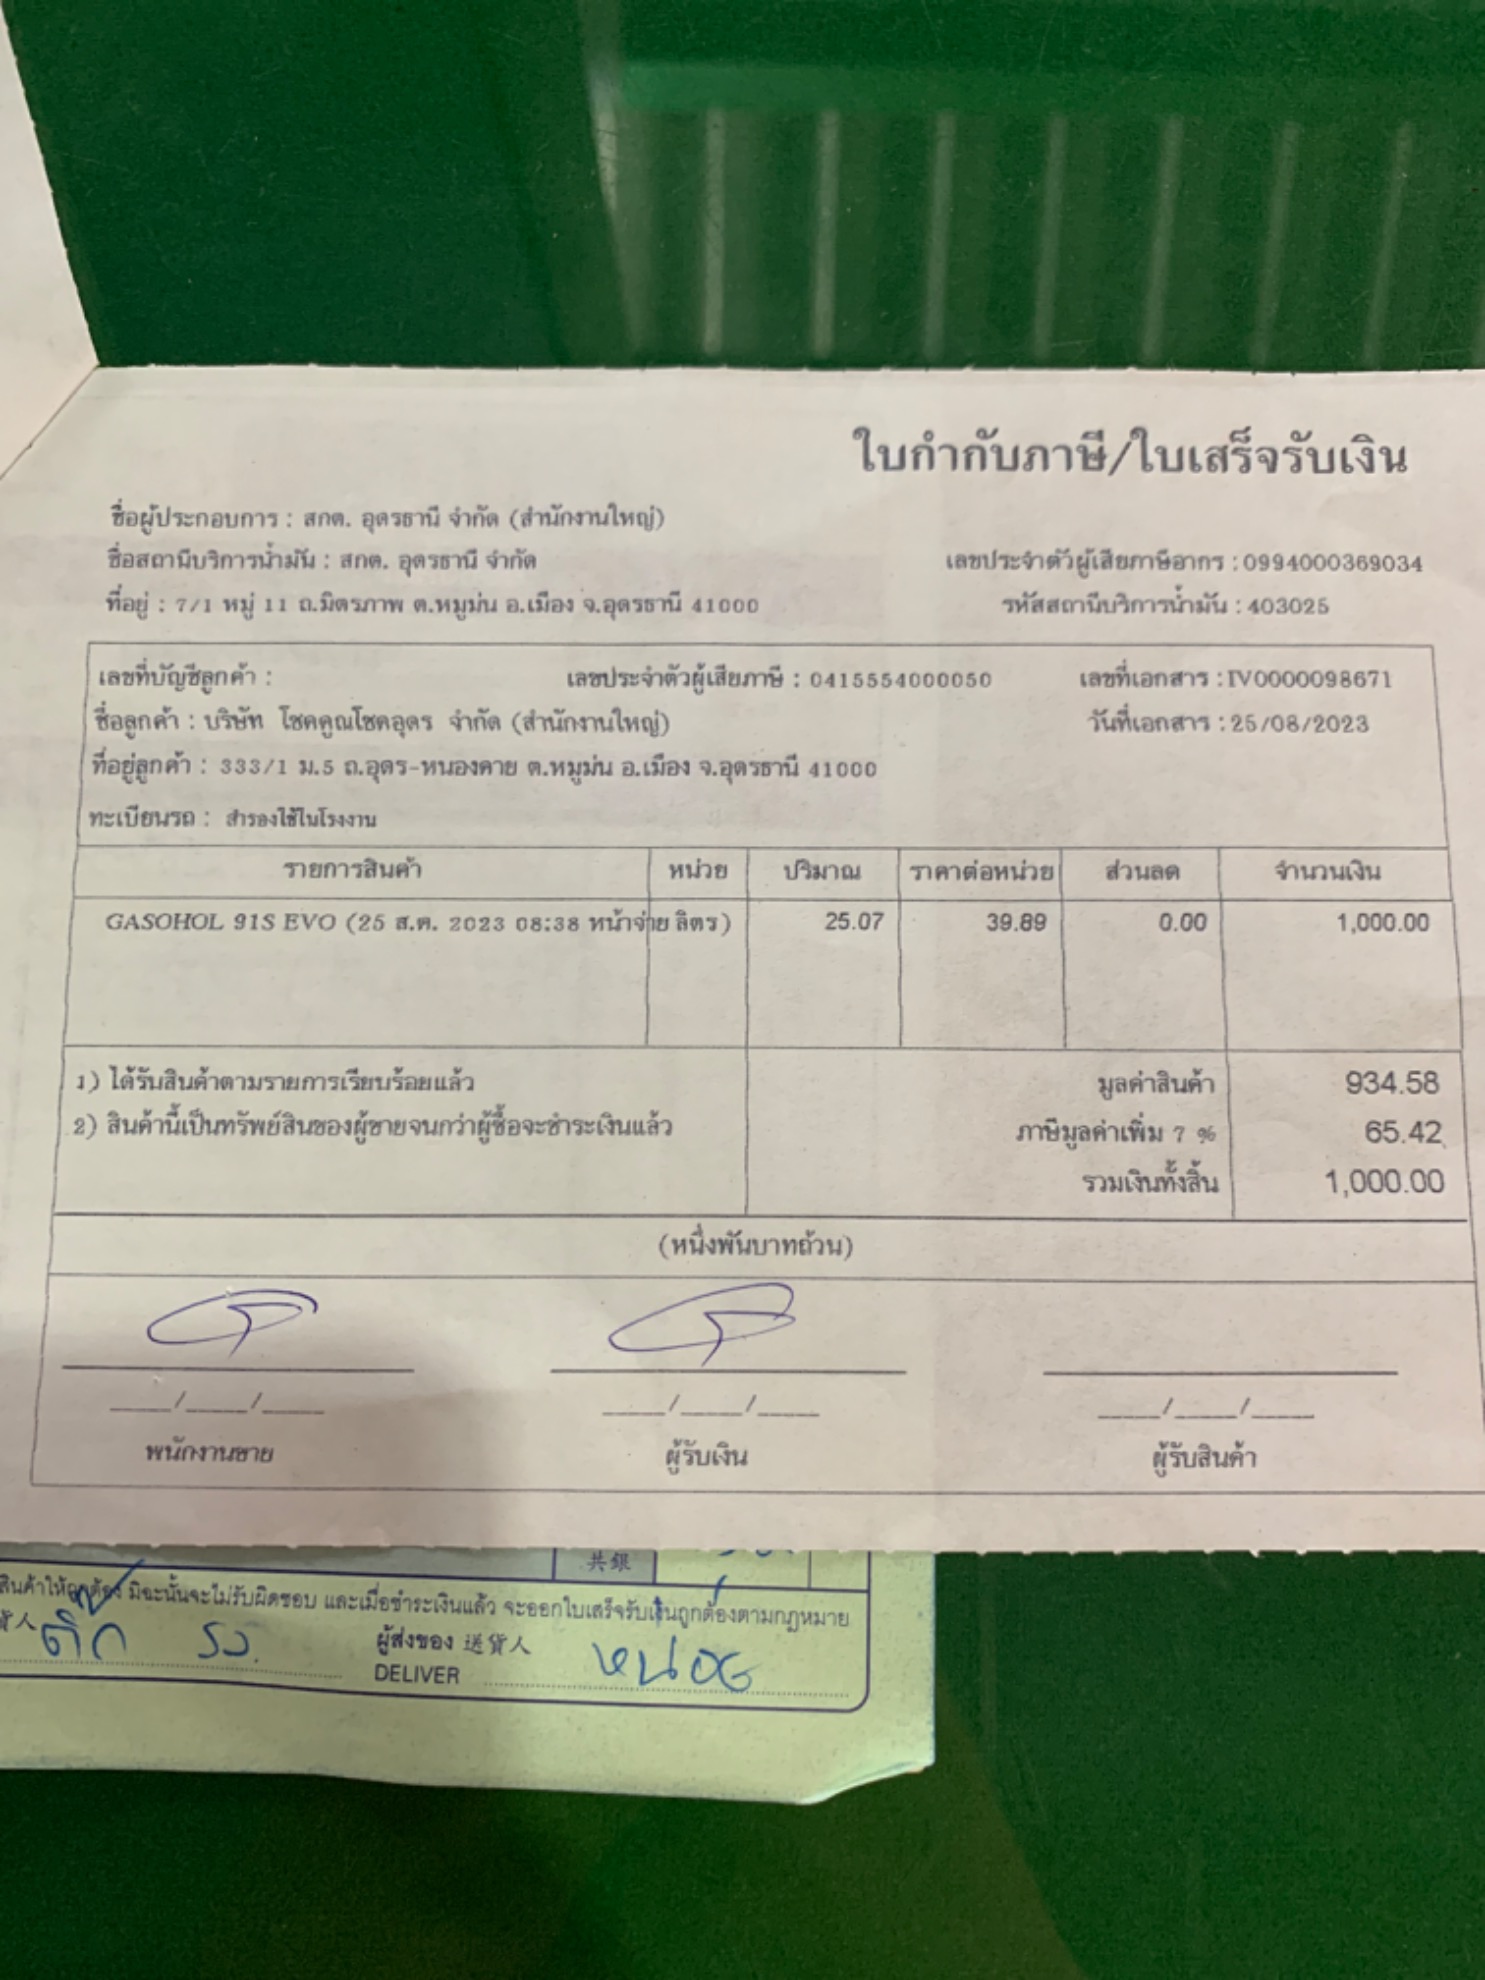 ใบกำกับภาษี/ใบเสร็จรับเงิน
ชื่อผู้ประกอบการ : สกต. อุดรธานี จำกัด (สำนักงานใหญ่)
ชื่อสถานีบริการน้ำมัน : สกต. อุดรธานี จำกัด เลขประจำตัวผู้เสียภาษีอากร : 0994000369034
ที่อยู่ : 7/1 หมู่ 11 ถ.มิตรภาพ ต.หมูม่น อ.เมือง จ.อุดรธานี 41000 รหัสสถานีบริการน้ำมัน : 403025
เลขที่บัญชีลูกค้า : เลขประจำตัวผู้เสียภาษี : 0415554000050 เลขที่เอกสาร : IV0000098671
ชื่อลูกค้า : บริษัท โชคคูณโชคอุดร จำกัด (สำนักงานใหญ่) วันที่เอกสาร : 25/08/2023
ที่อยู่ลูกค้า : 333/1 ม.5 ถ.อุดร-หนองคาย ต.หมูม่น อ.เมือง จ.อุดรธานี 41000
ทะเบียนรถ : สำรองใช้ในโรงงาน
รายการสินค้า หน่วย ปริมาณ ราคาต่อหน่วย ส่วนลด จำนวนเงิน
GASOHOL 91S EVO (25 ส.ค. 2023 08:38 หน้าจ่าย ลิตร) 25.07 39.89 0.00 1,000.00
1) ได้รับสินค้าตามรายการเรียบร้อยแล้ว มูลค่าสินค้า 934.58
2) สินค้านี้เป็นทรัพย์สินของผู้ขายจนกว่าผู้ซื้อจะชำระเงินแล้ว ภาษีมูลค่าเพิ่ม 7 % 65.42
รวมเงินทั้งสิ้น 1,000.00
(หนึ่งพันบาทถ้วน)
____/____/____ ____/____/____ ____/____/____
พนักงานขาย ผู้รับเงิน ผู้รับสินค้า
共銀
สินค้าให้ถูกต้อง มิฉะนั้นจะไม่รับผิดชอบ และเมื่อชำระเงินแล้ว จะออกใบเสร็จรับเงินถูกต้องตามกฎหมาย
貨人 ติ๊ก รง. ผู้ส่งของ 送貨人 หน่อง
DELIVER